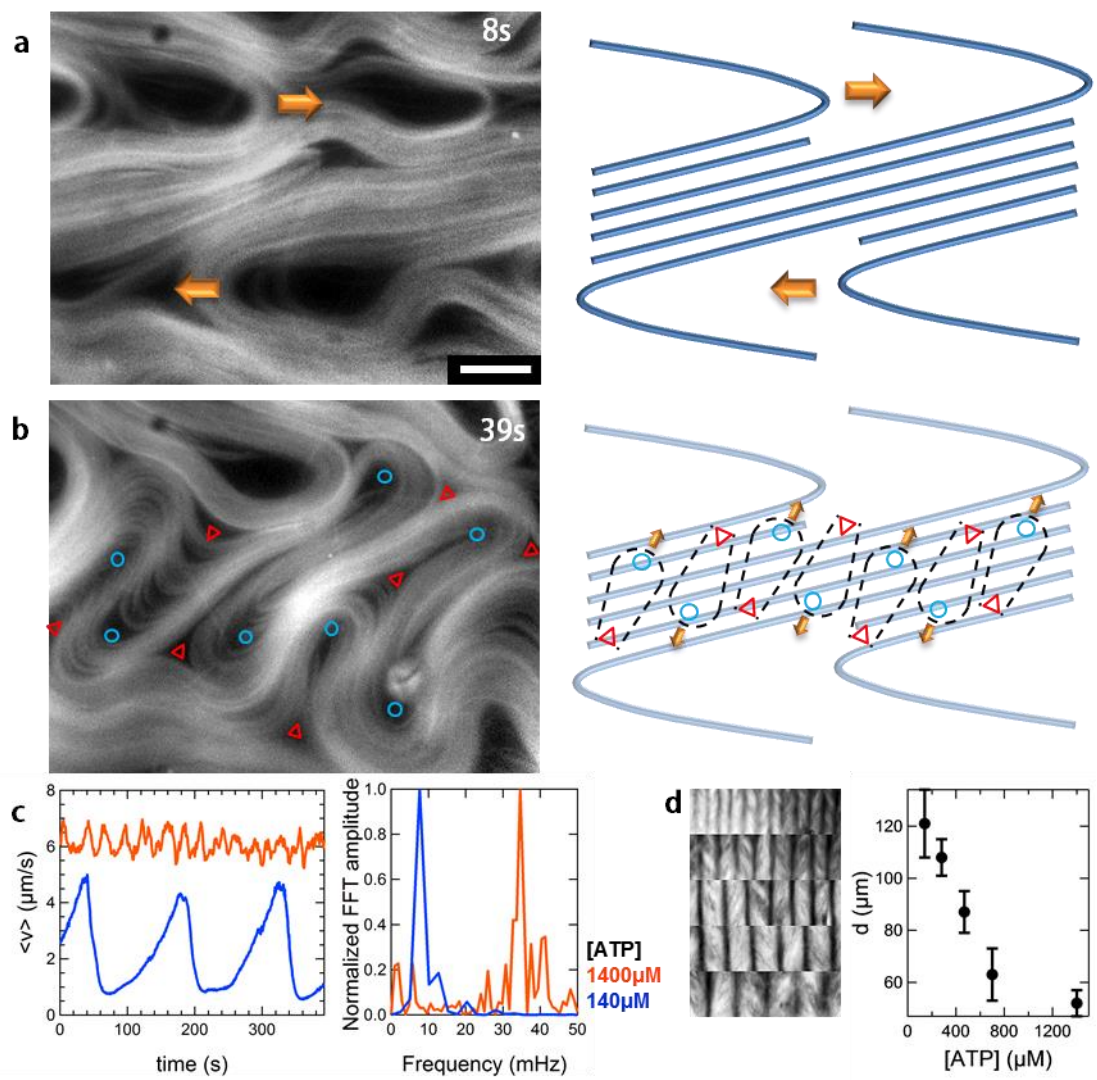 a
8s
b
39s
c
8
6
4
2
0
<v> (µm/s)
0
100
200
300
time (s)
1.0
0.8
0.6
0.4
0.2
0.0
Normalized FFT amplitude
0
10
20
30
40
50
Frequency (mHz)
[ATP]
1400µM
140µM
d
120
100
80
60
d (µm)
0
400
800
1200
[ATP] (µM)